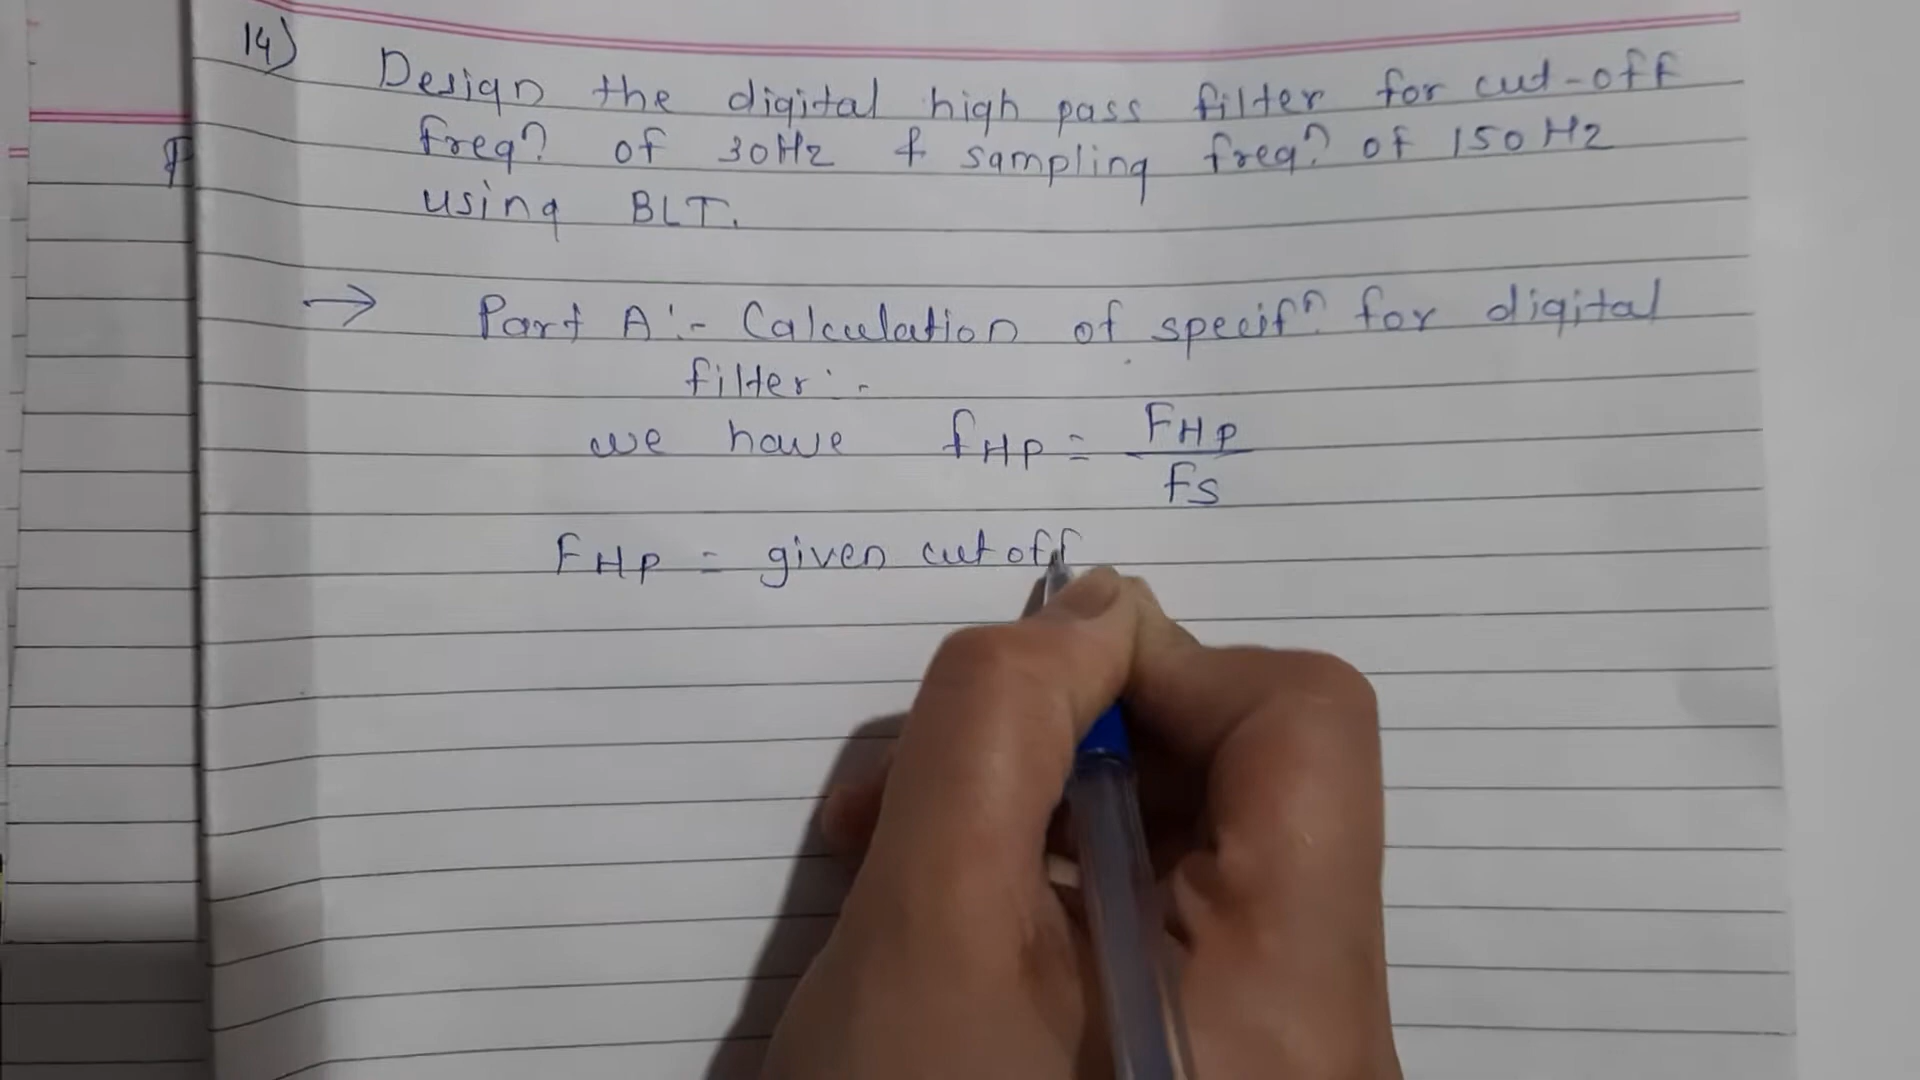 14)
Design the digital high pass filter for cut-off
freqn of 30Hz & sampling freqn of 150Hz
using BLT.
→ Part A :- Calculation of specifn for digital
filter :-
we have fHP = FHP
Fs
FHP = given cutoff